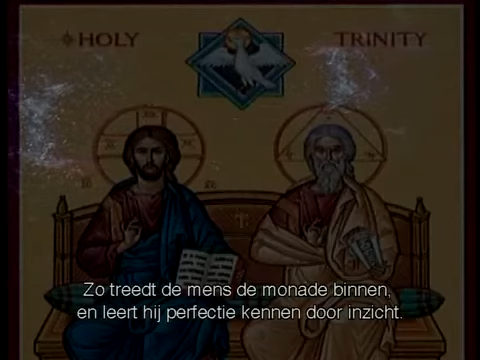 HOLY TRINITY
Zo treedt de mens de monade binnen,
en leert hij perfectie kennen door inzicht.